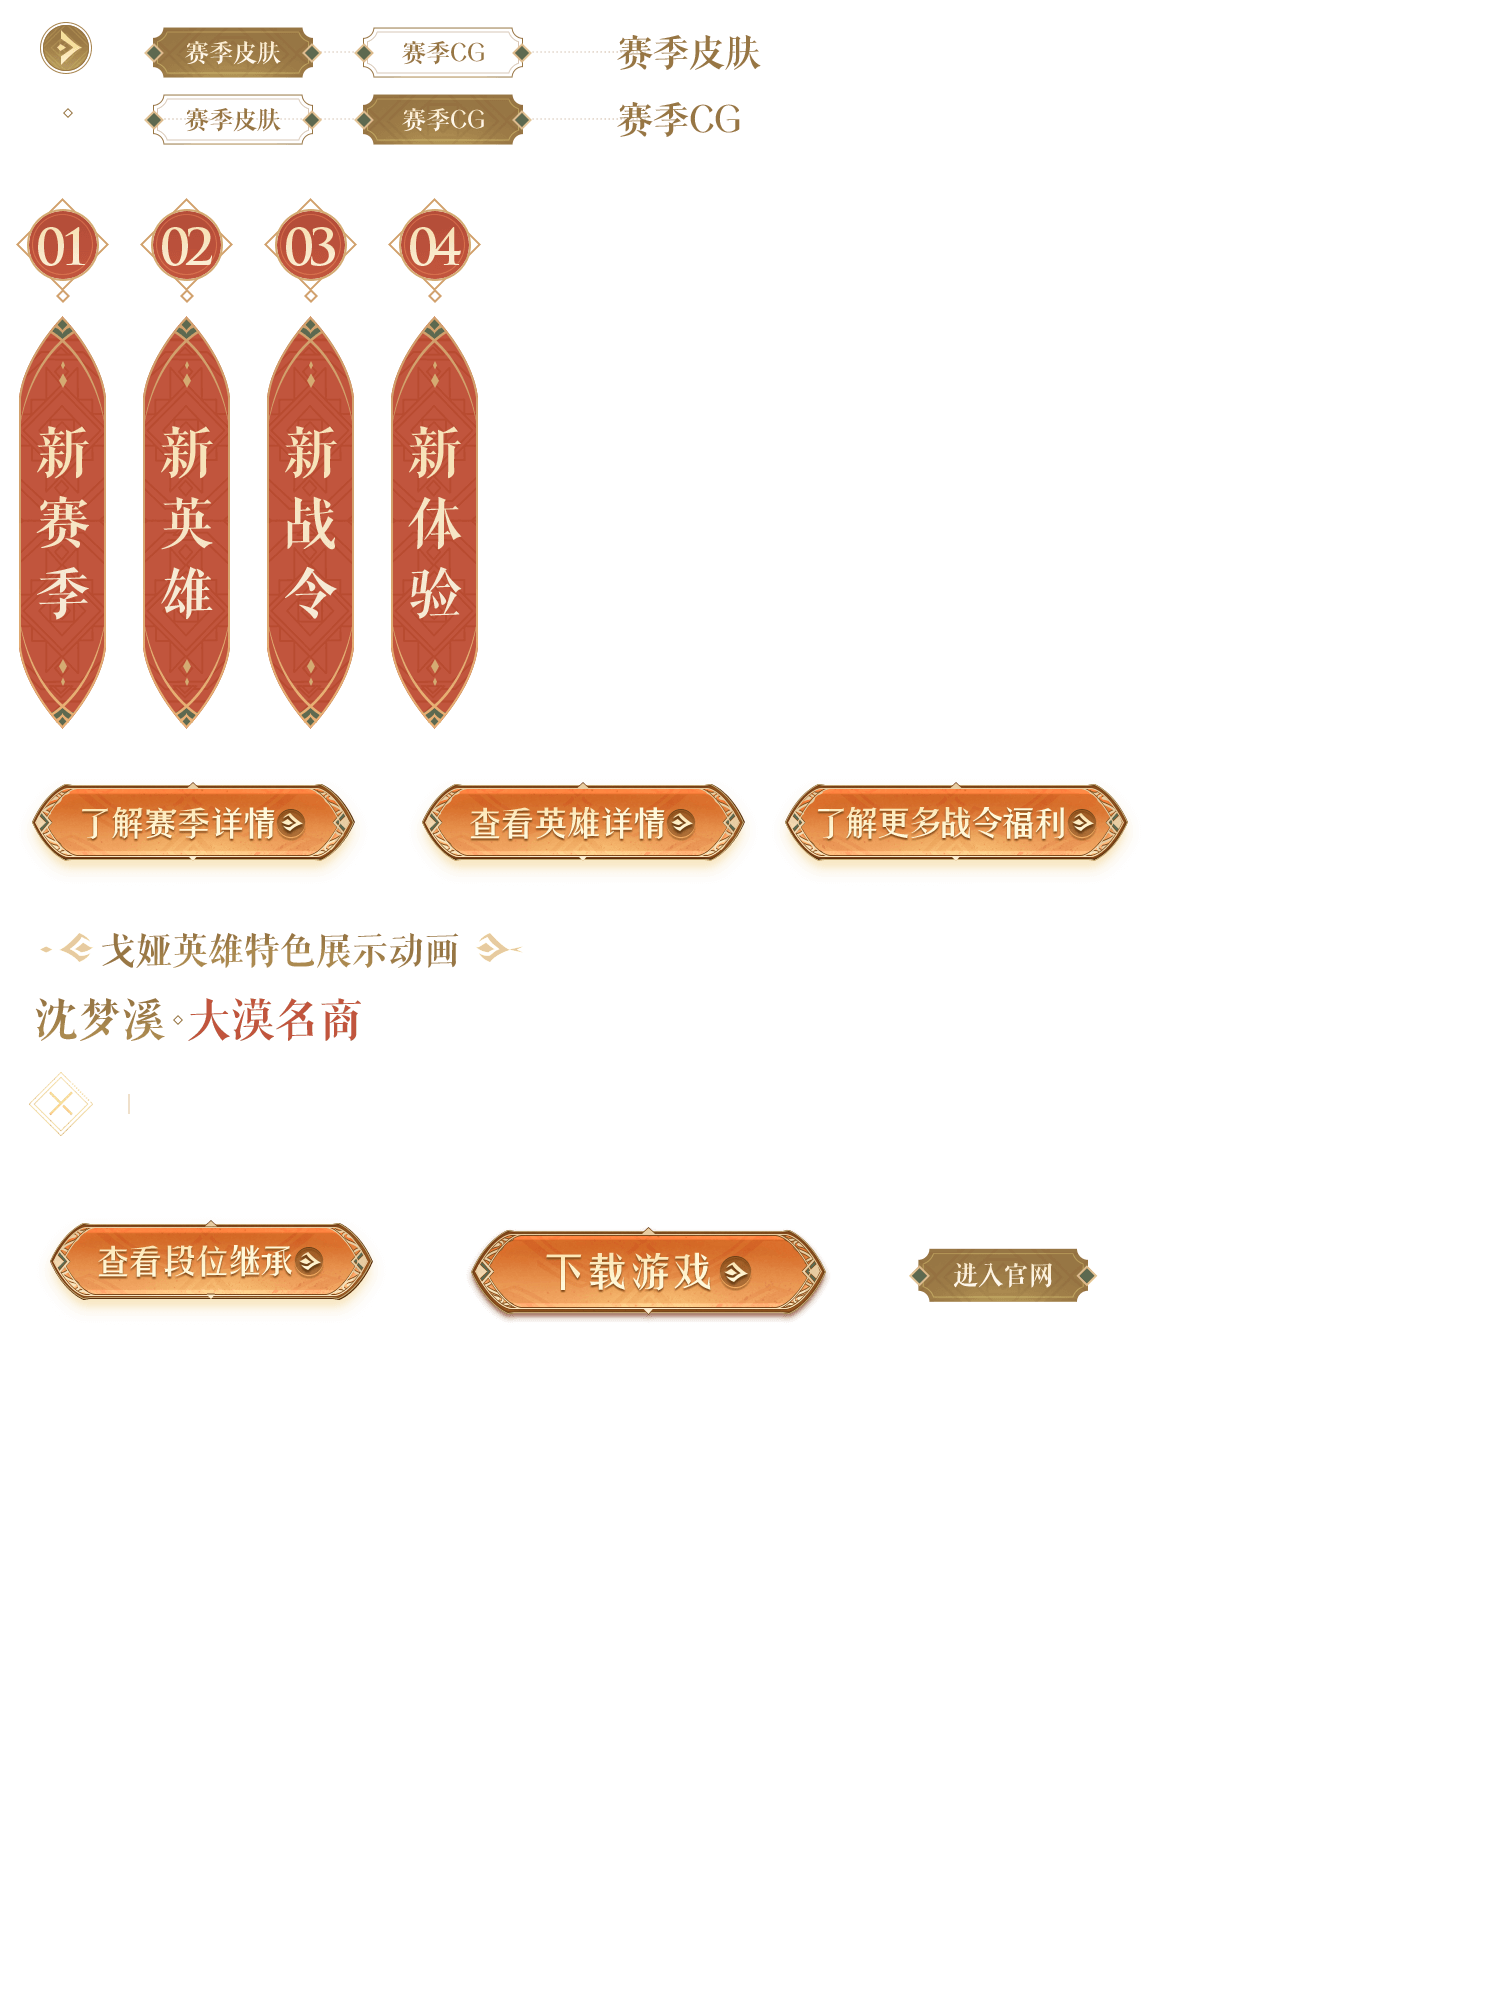 赛季皮肤 赛季CG 赛季皮肤
赛季皮肤 赛季CG 赛季CG
01 02 03 04
新赛季
新英雄
新战令
新体验
了解赛季详情 查看英雄详情 了解更多战令福利
戈娅英雄特色展示动画
沈梦溪◇大漠名商
查看段位继承 下载游戏 进入官网